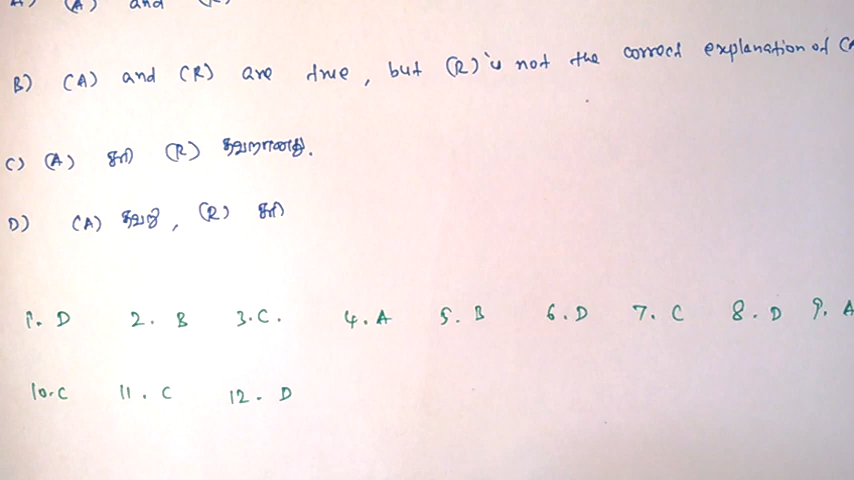 A) (A) and (R)
B) (A) and (R) are true, but (R) is not the correct explanation of (A
C) (A) சரி (R) தவறானது.
D) (A) தவறு, (R) சரி
1. D 2. B 3. C. 4. A 5. B 6. D 7. C 8. D 9. A
10. C 11. C 12. D